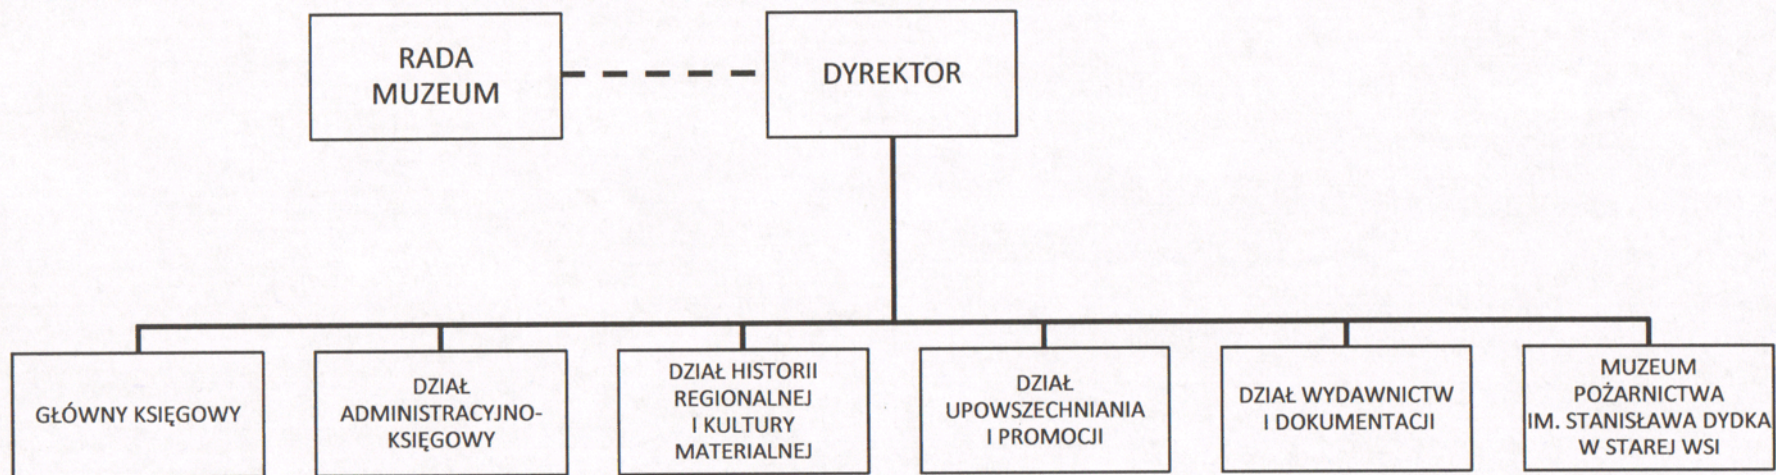 RADA
MUZEUM
DYREKTOR
GŁÓWNY KSIĘGOWY
DZIAŁ
ADMINISTRACYJNO-
KSIĘGOWY
DZIAŁ HISTORII
REGIONALNEJ
I KULTURY
MATERIALNEJ
DZIAŁ
UPOWSZECHNIANIA
I PROMOCJI
DZIAŁ WYDAWNICTW
I DOKUMENTACJI
MUZEUM
POŻARNICTWA
IM. STANISŁAWA DYDKA
W STAREJ WSI